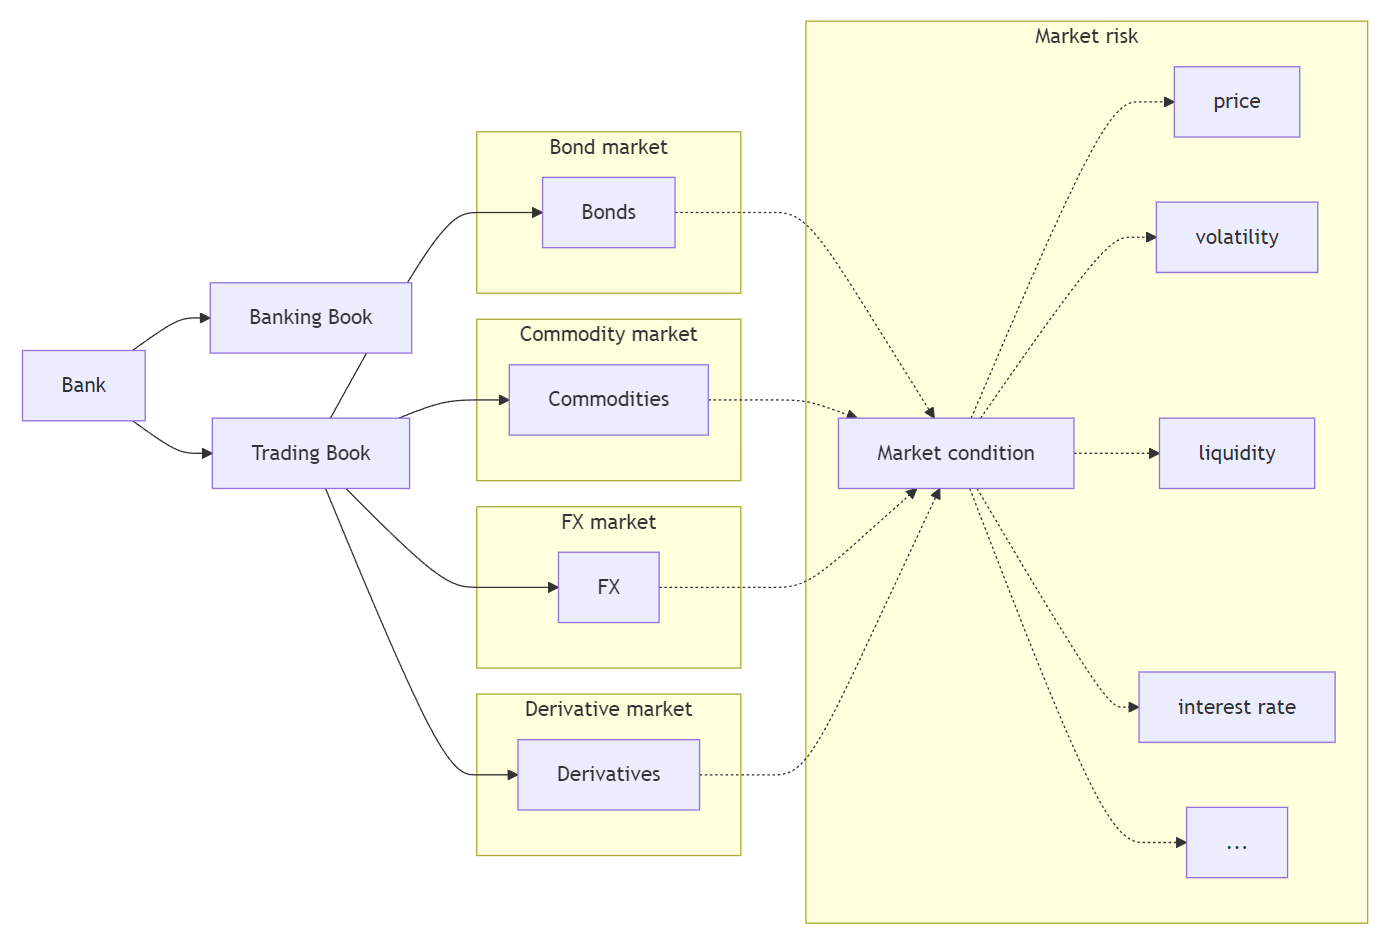 Bank
Banking Book
Trading Book
Bond market
Bonds
Commodity market
Commodities
FX market
FX
Derivative market
Derivatives
Market risk
Market condition
price
volatility
liquidity
interest rate
...